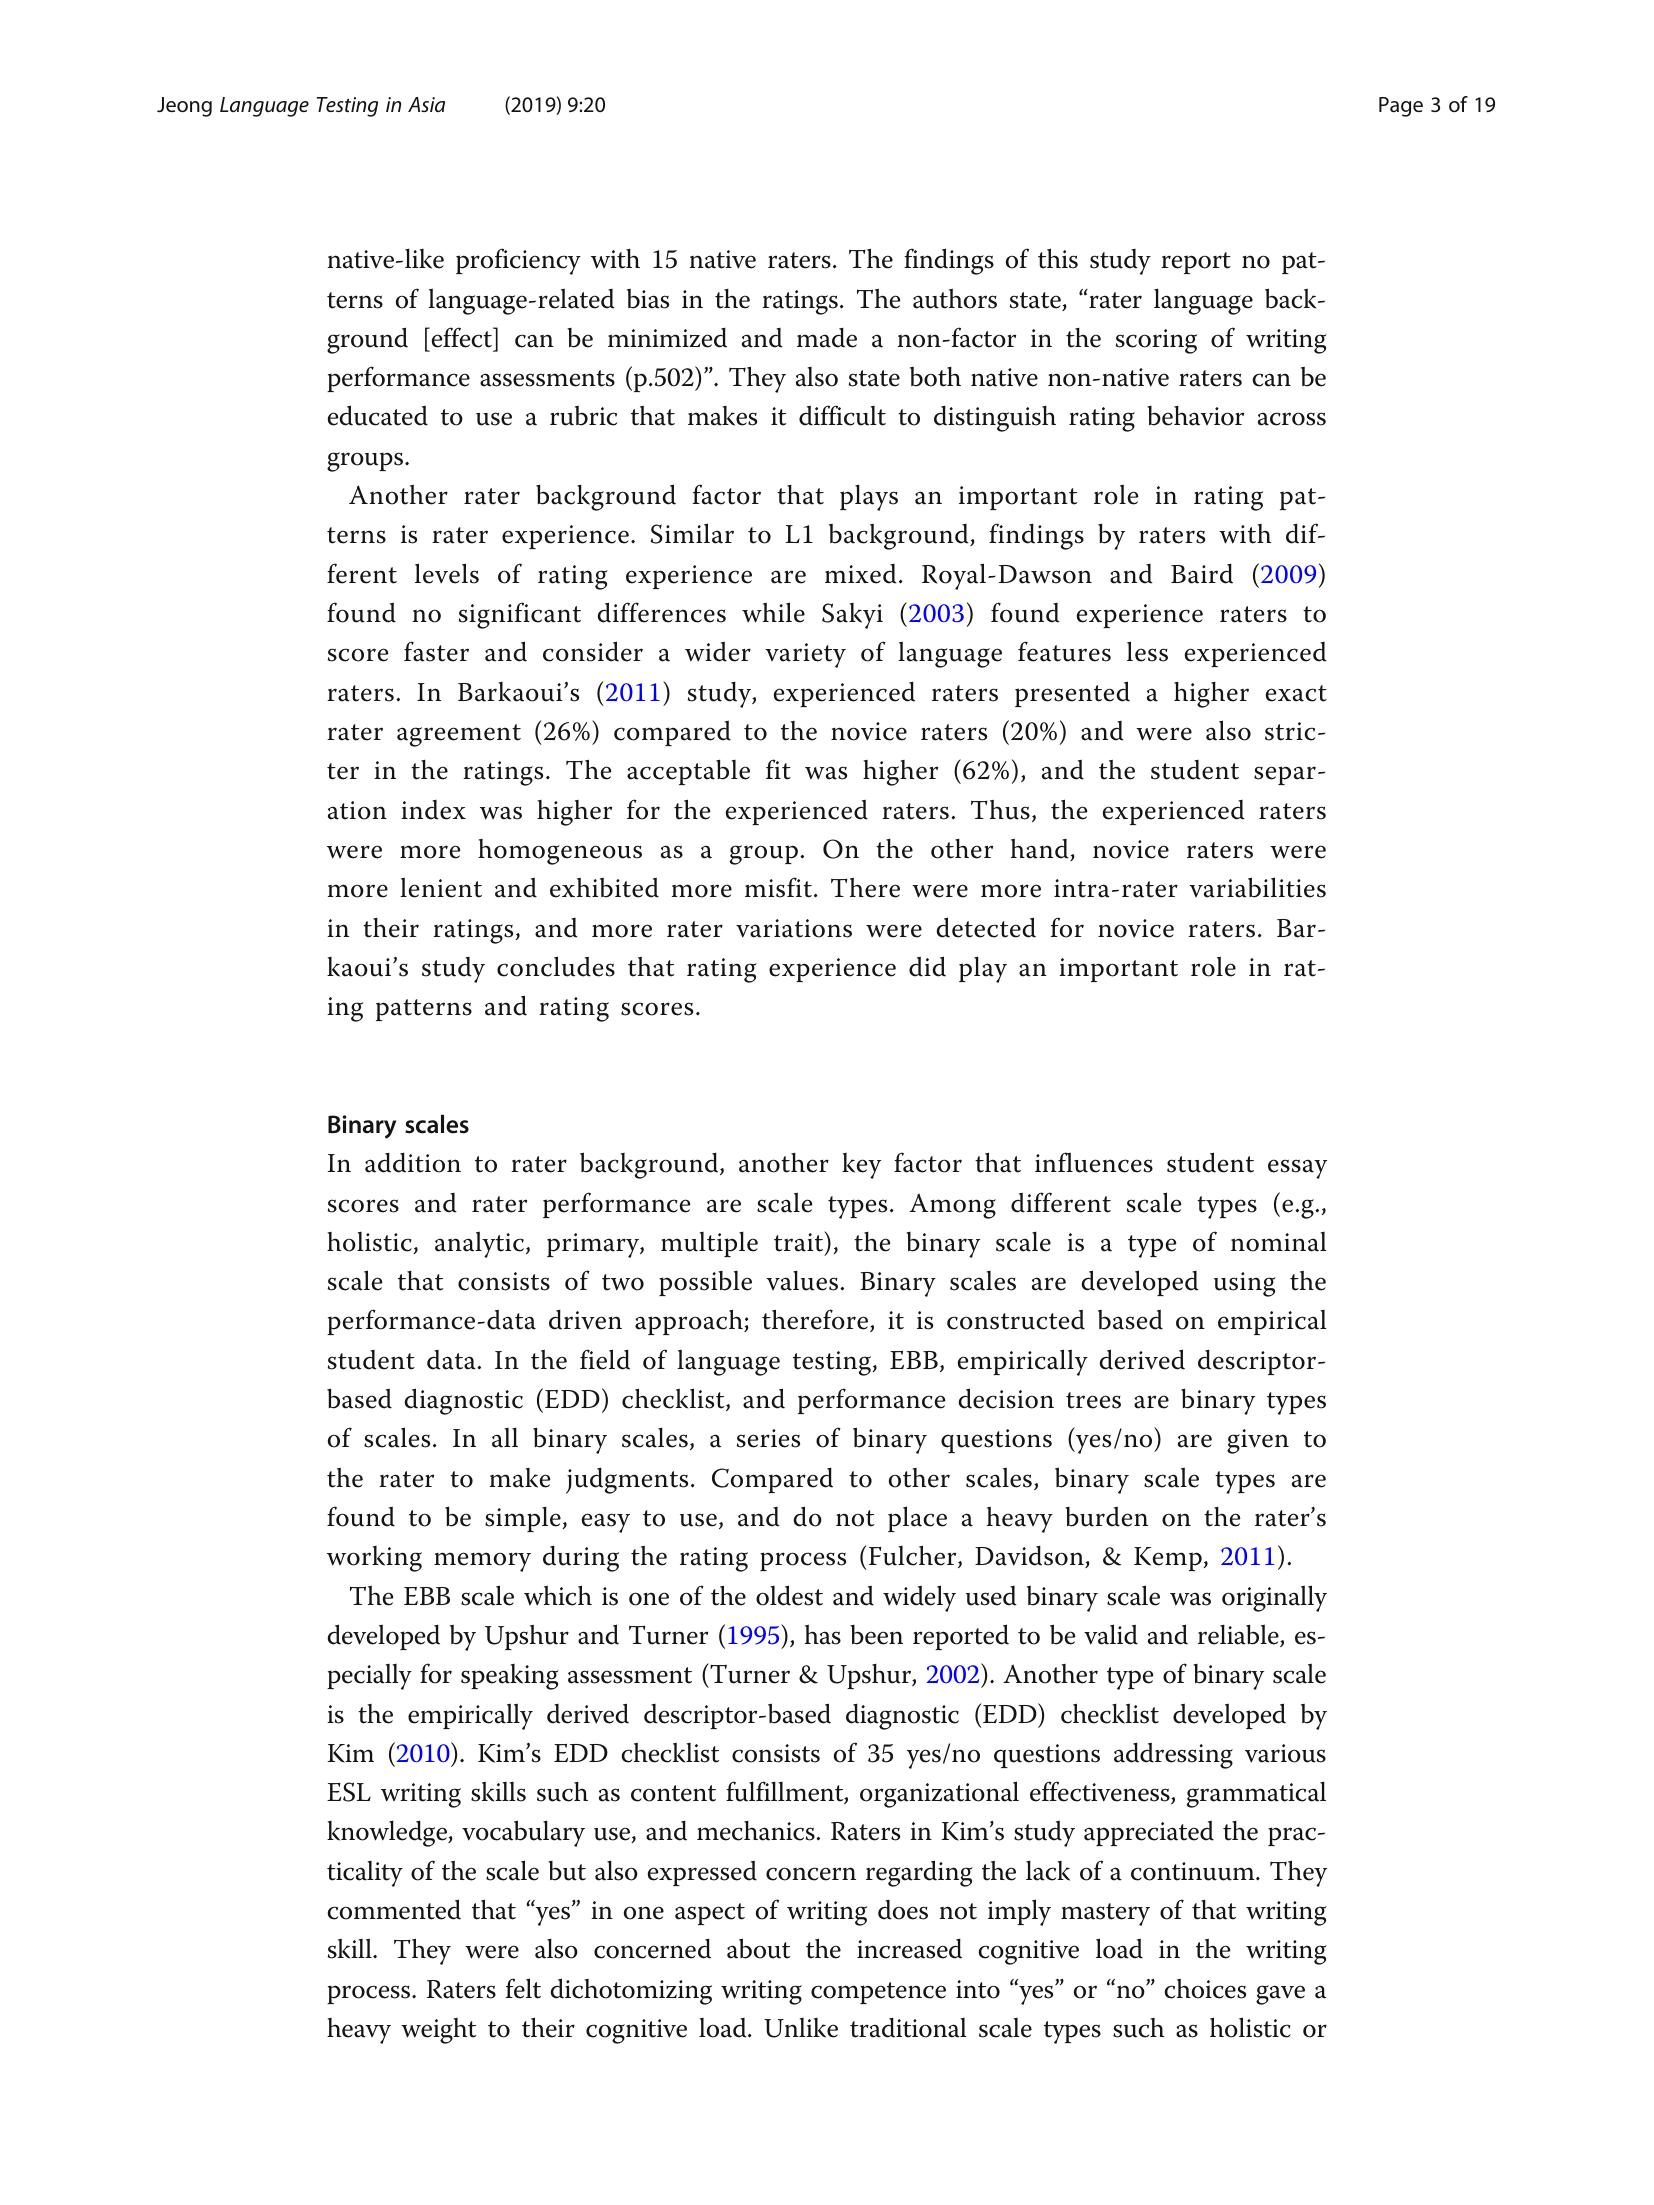 Jeong Language Testing in Asia (2019) 9:20 Page 3 of 19
native-like proficiency with 15 native raters. The findings of this study report no pat-
terns of language-related bias in the ratings. The authors state, “rater language back-
ground [effect] can be minimized and made a non-factor in the scoring of writing
performance assessments (p.502)”. They also state both native non-native raters can be
educated to use a rubric that makes it difficult to distinguish rating behavior across
groups.
Another rater background factor that plays an important role in rating pat-
terns is rater experience. Similar to L1 background, findings by raters with dif-
ferent levels of rating experience are mixed. Royal-Dawson and Baird (2009)
found no significant differences while Sakyi (2003) found experience raters to
score faster and consider a wider variety of language features less experienced
raters. In Barkaoui’s (2011) study, experienced raters presented a higher exact
rater agreement (26%) compared to the novice raters (20%) and were also stric-
ter in the ratings. The acceptable fit was higher (62%), and the student separ-
ation index was higher for the experienced raters. Thus, the experienced raters
were more homogeneous as a group. On the other hand, novice raters were
more lenient and exhibited more misfit. There were more intra-rater variabilities
in their ratings, and more rater variations were detected for novice raters. Bar-
kaoui’s study concludes that rating experience did play an important role in rat-
ing patterns and rating scores.
Binary scales
In addition to rater background, another key factor that influences student essay
scores and rater performance are scale types. Among different scale types (e.g.,
holistic, analytic, primary, multiple trait), the binary scale is a type of nominal
scale that consists of two possible values. Binary scales are developed using the
performance-data driven approach; therefore, it is constructed based on empirical
student data. In the field of language testing, EBB, empirically derived descriptor-
based diagnostic (EDD) checklist, and performance decision trees are binary types
of scales. In all binary scales, a series of binary questions (yes/no) are given to
the rater to make judgments. Compared to other scales, binary scale types are
found to be simple, easy to use, and do not place a heavy burden on the rater’s
working memory during the rating process (Fulcher, Davidson, & Kemp, 2011).
The EBB scale which is one of the oldest and widely used binary scale was originally
developed by Upshur and Turner (1995), has been reported to be valid and reliable, es-
pecially for speaking assessment (Turner & Upshur, 2002). Another type of binary scale
is the empirically derived descriptor-based diagnostic (EDD) checklist developed by
Kim (2010). Kim’s EDD checklist consists of 35 yes/no questions addressing various
ESL writing skills such as content fulfillment, organizational effectiveness, grammatical
knowledge, vocabulary use, and mechanics. Raters in Kim’s study appreciated the prac-
ticality of the scale but also expressed concern regarding the lack of a continuum. They
commented that “yes” in one aspect of writing does not imply mastery of that writing
skill. They were also concerned about the increased cognitive load in the writing
process. Raters felt dichotomizing writing competence into “yes” or “no” choices gave a
heavy weight to their cognitive load. Unlike traditional scale types such as holistic or